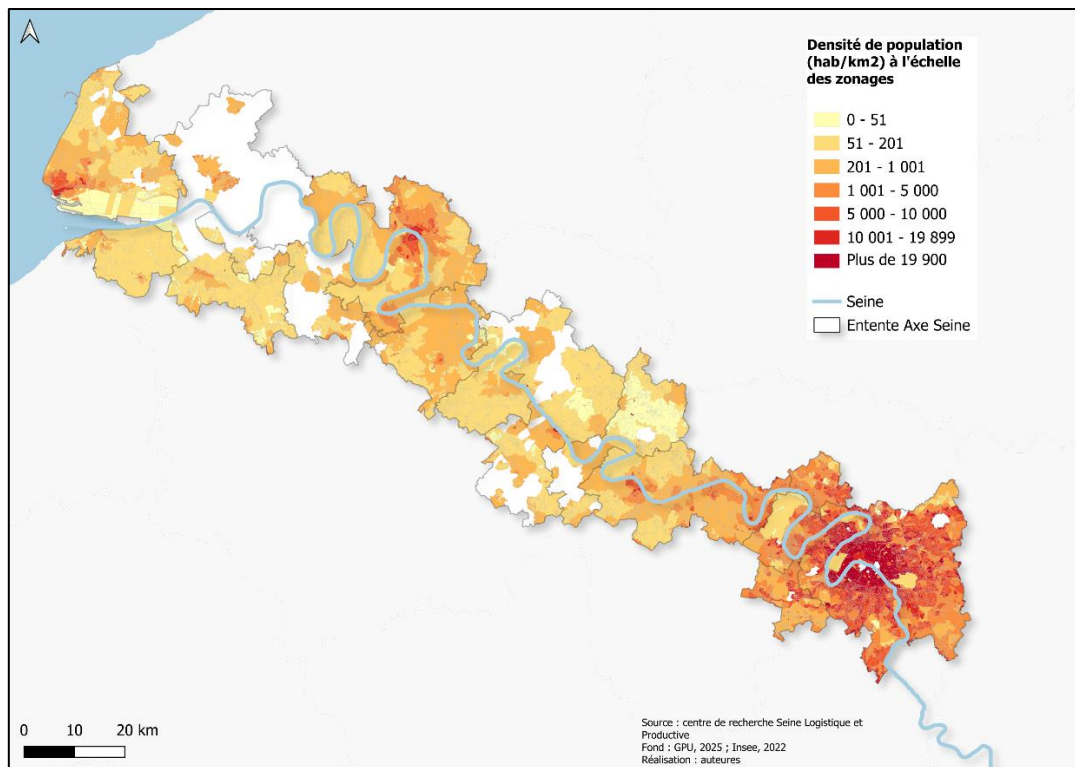 Densité de population
(hab/km2) à l'échelle
des zonages
0 - 51
51 - 201
201 - 1 001
1 001 - 5 000
5 000 - 10 000
10 001 - 19 899
Plus de 19 900
Seine
Entente Axe Seine
0 10 20 km
Source : centre de recherche Seine Logistique et
Productive
Fond : GPU, 2025 ; Insee, 2022
Réalisation : auteures